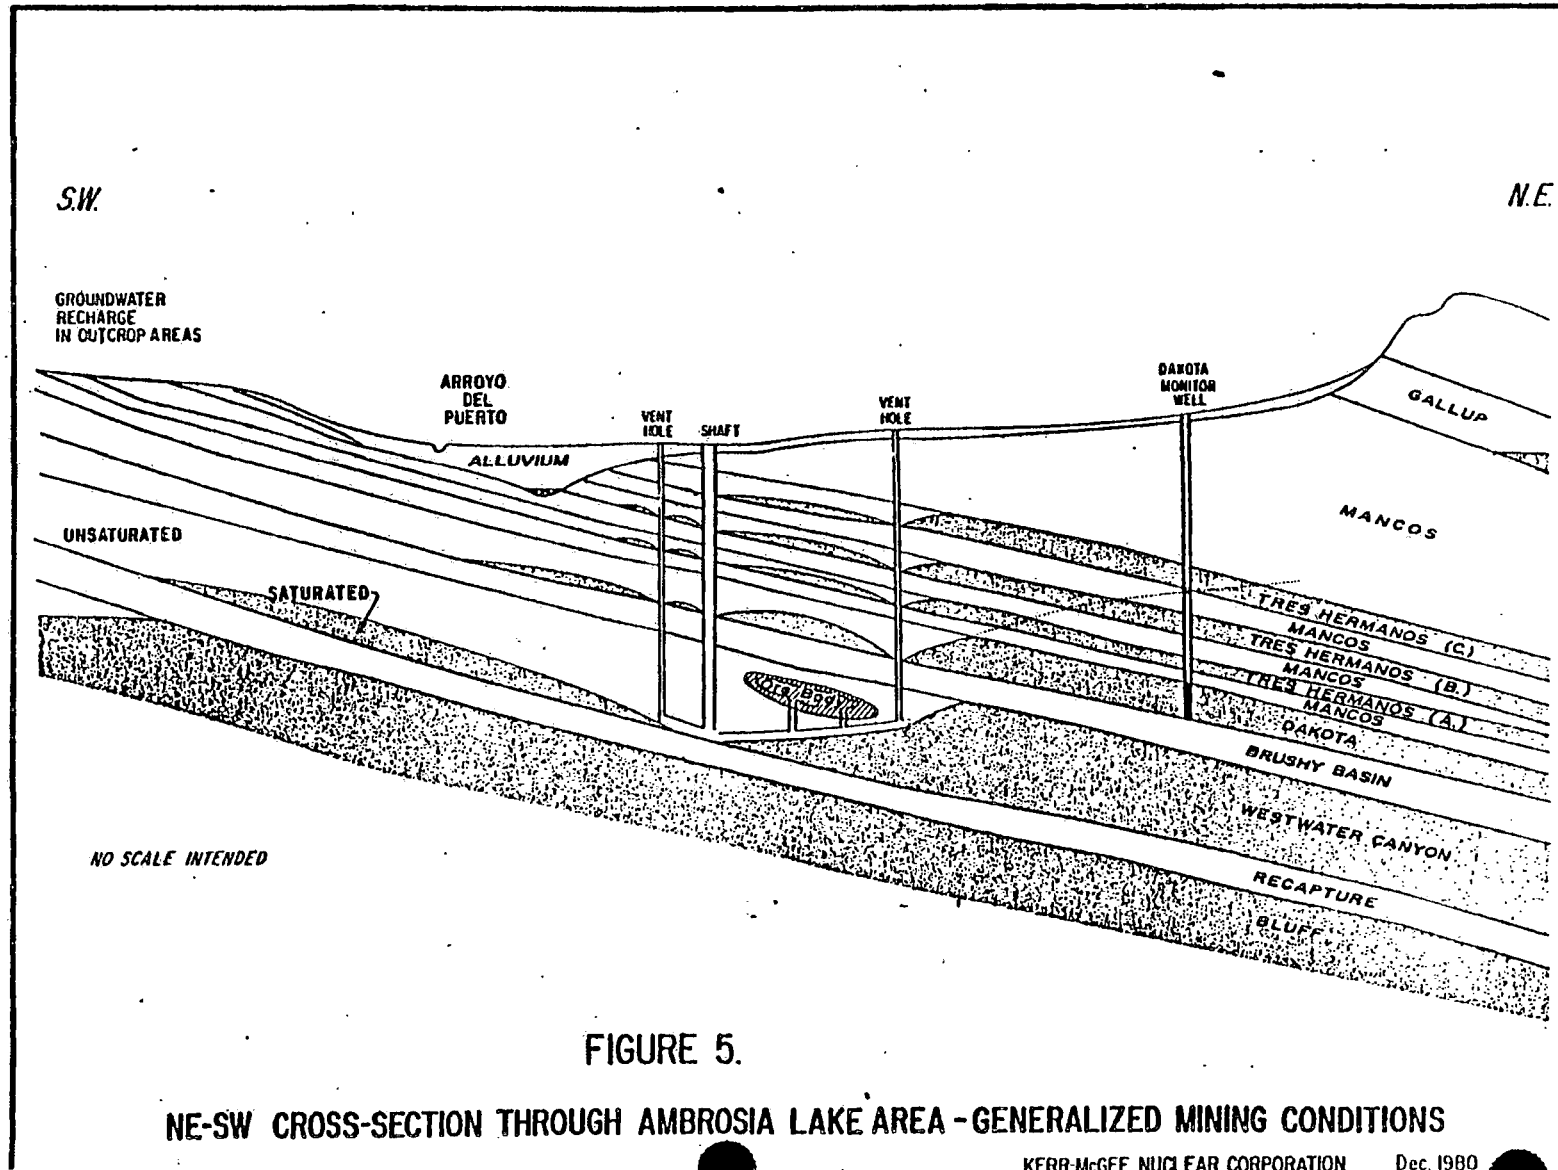 S.W.
N.E.
GROUNDWATER
RECHARGE
IN OUTCROP AREAS
ARROYO
DEL
PUERTO
VENT
HOLE
SHAFT
VENT
HOLE
DAKOTA
MONITOR
WELL
GALLUP
ALLUVIUM
MANCOS
UNSATURATED
SATURATED
TRES HERMANOS (C.)
MANCOS
TRES HERMANOS (B.)
MANCOS
TRES HERMANOS (A.)
MANCOS
DAKOTA
Ore Body
BRUSHY BASIN
WESTWATER CANYON
RECAPTURE
BLUFF
NO SCALE INTENDED
FIGURE 5.
NE-SW CROSS-SECTION THROUGH AMBROSIA LAKE AREA - GENERALIZED MINING CONDITIONS
KERR-McGEE NUCLEAR CORPORATION Dec. 1980